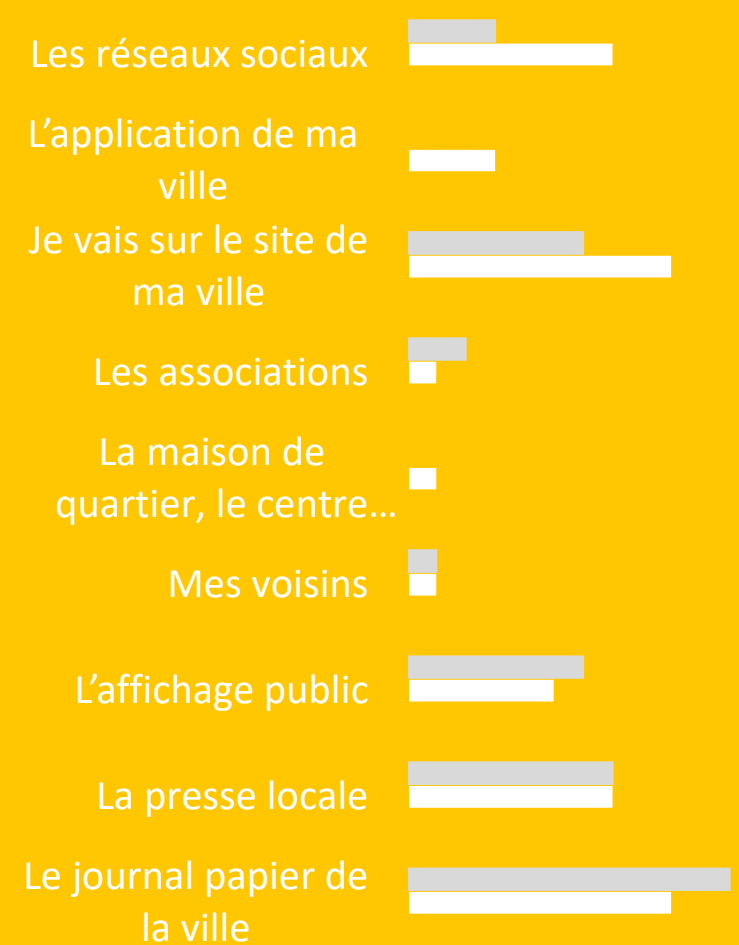 Les réseaux sociaux
L’application de ma
ville
Je vais sur le site de
ma ville
Les associations
La maison de
quartier, le centre…
Mes voisins
L’affichage public
La presse locale
Le journal papier de
la ville